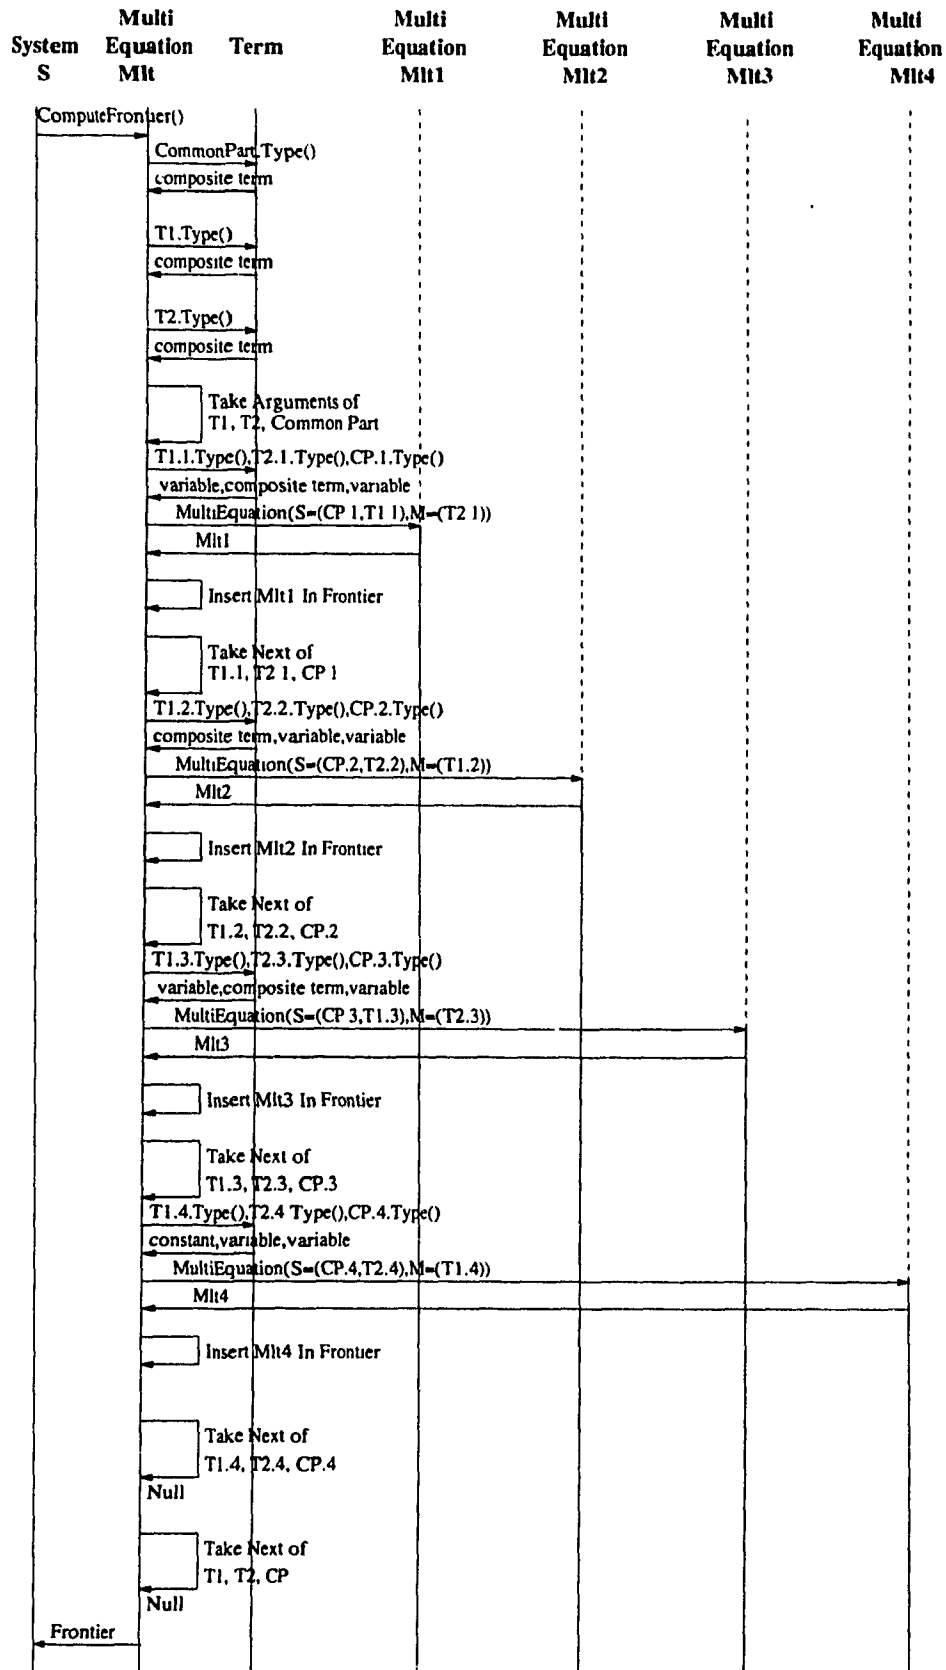 System S
Multi Equation Mlt
Term
Multi Equation Mlt1
Multi Equation Mlt2
Multi Equation Mlt3
Multi Equation Mlt4
ComputeFrontier()
CommonPart.Type()
composite term
T1.Type()
composite term
T2.Type()
composite term
Take Arguments of
T1, T2, Common Part
T1.1.Type(),T2.1.Type(),CP.1.Type()
variable,composite term,variable
MultiEquation(S=(CP 1,T1 1),M=(T2 1))
Mlt1
Insert Mlt1 In Frontier
Take Next of
T1.1, T2 1, CP 1
T1.2.Type(),T2.2.Type(),CP.2.Type()
composite term,variable,variable
MultiEquation(S=(CP.2,T2.2),M=(T1.2))
Mlt2
Insert Mlt2 In Frontier
Take Next of
T1.2, T2.2, CP.2
T1.3.Type(),T2.3.Type(),CP.3.Type()
variable,composite term,variable
MultiEquation(S=(CP 3,T1.3),M=(T2.3))
Mlt3
Insert Mlt3 In Frontier
Take Next of
T1.3, T2.3, CP.3
T1.4.Type(),T2.4 Type(),CP.4.Type()
constant,variable,variable
MultiEquation(S=(CP.4,T2.4),M=(T1.4))
Mlt4
Insert Mlt4 In Frontier
Take Next of
T1.4, T2.4, CP.4
Null
Take Next of
T1, T2, CP
Null
Frontier